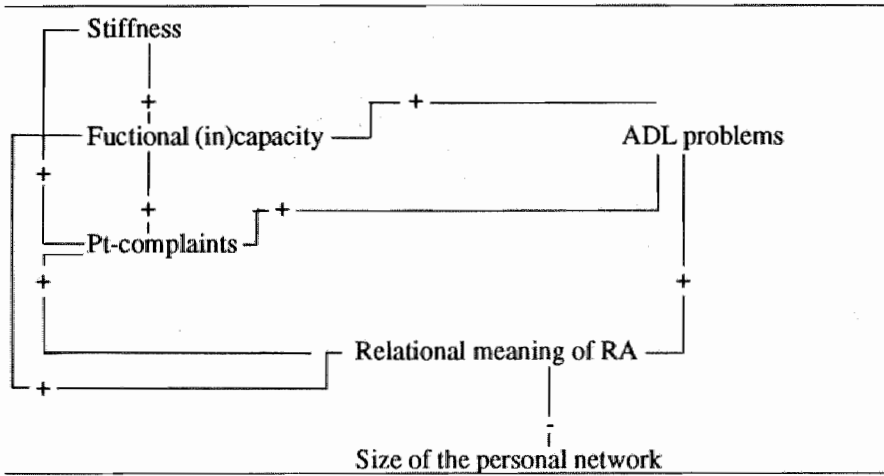 Stiffness
+
+
Fuctional (in)capacity
ADL problems
+
+
+
Pt-complaints
+
+
Relational meaning of RA
+
-
Size of the personal network